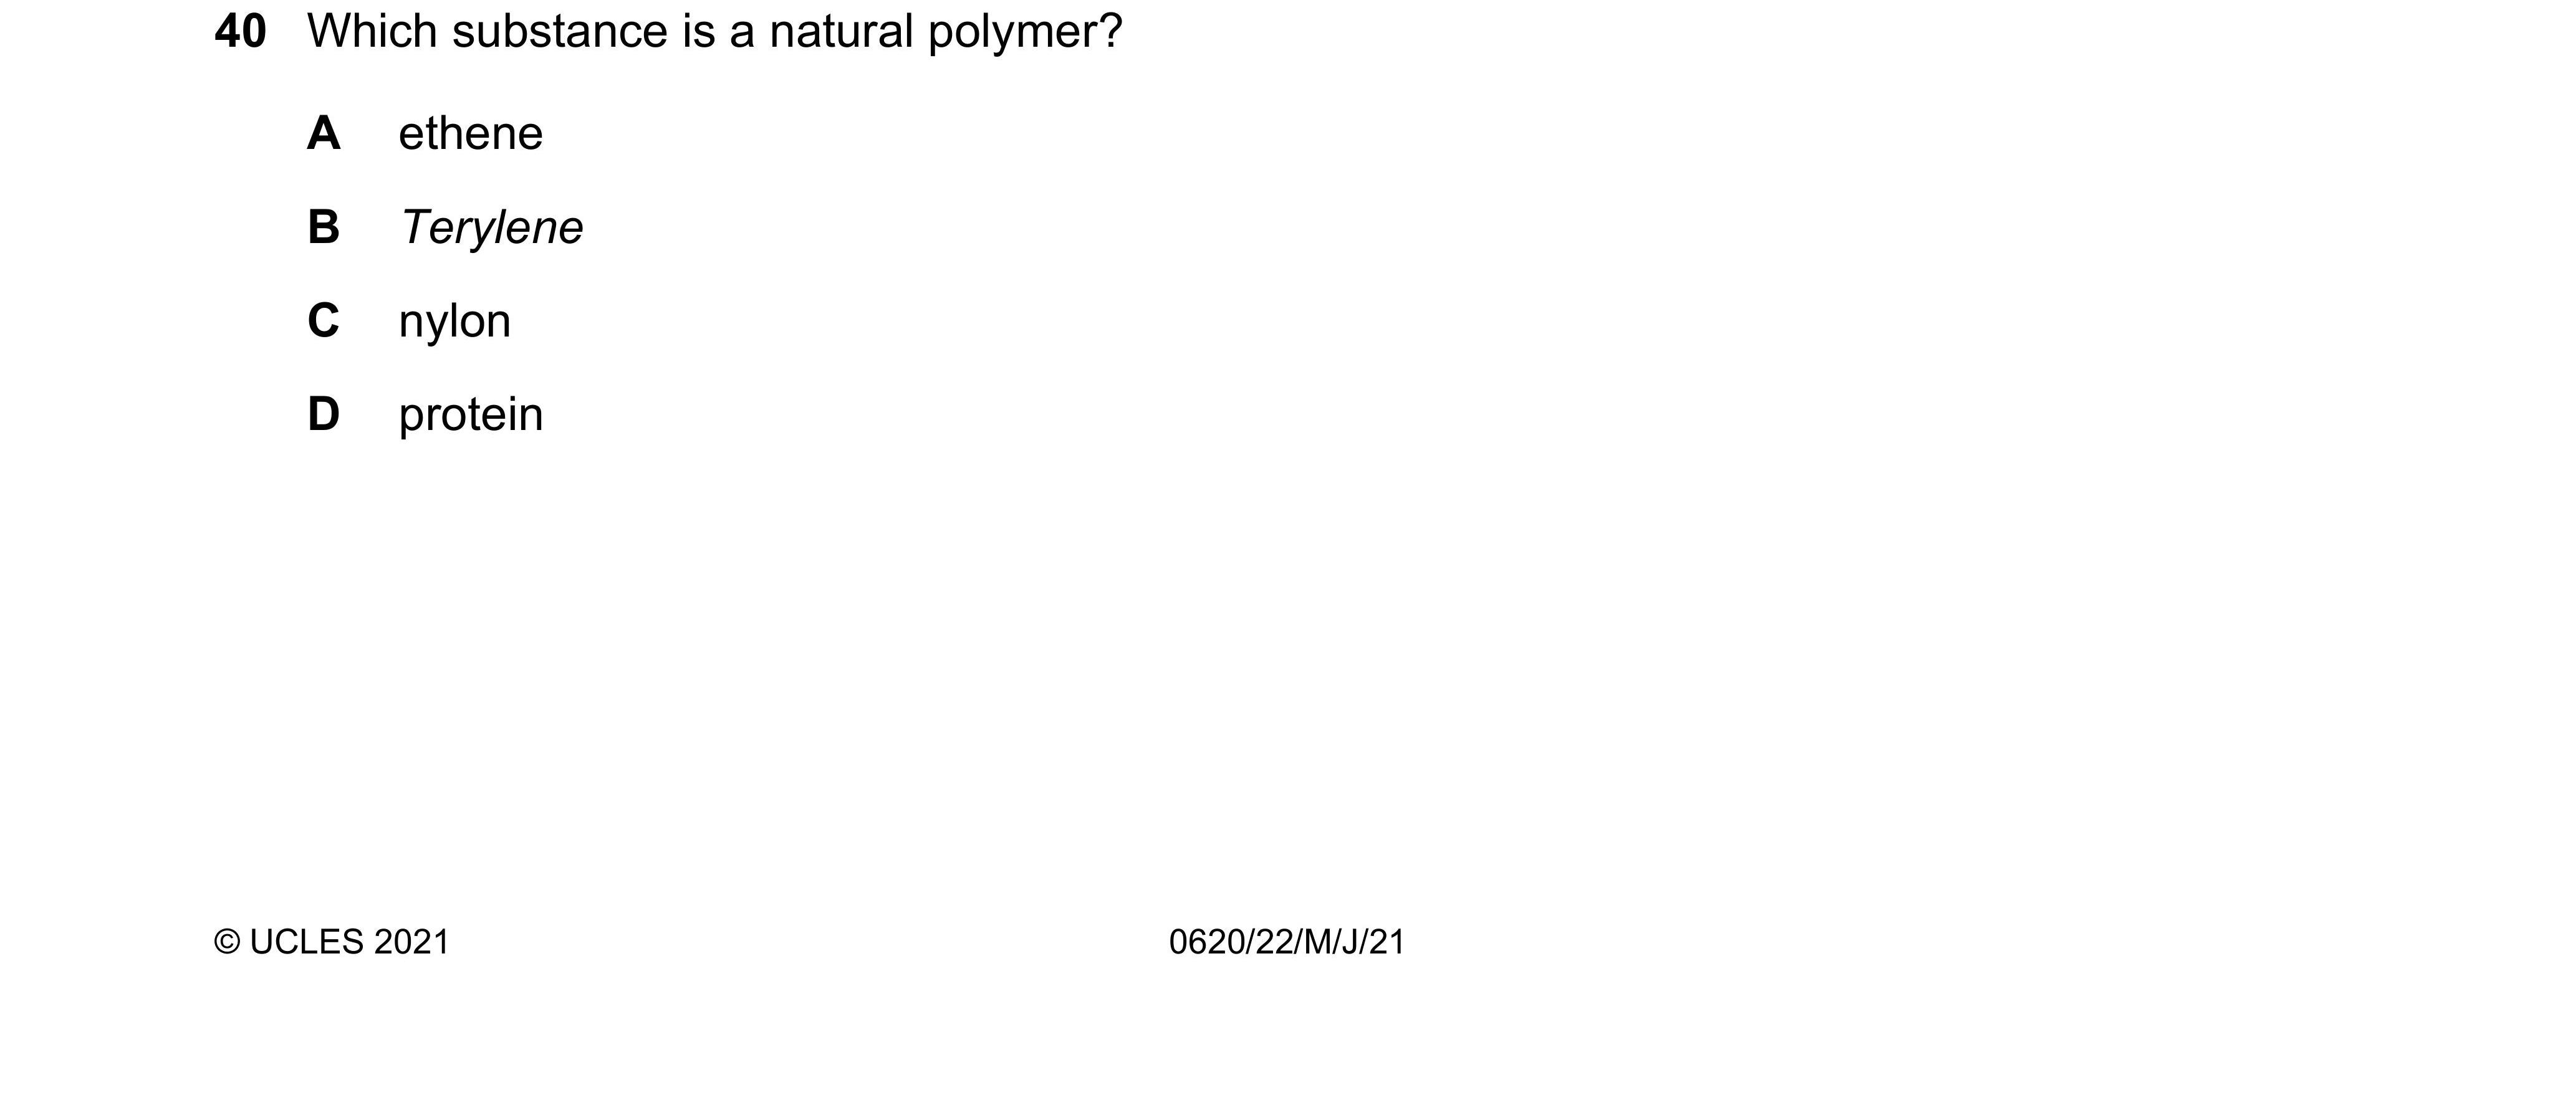 40 Which substance is a natural polymer?
A ethene
B Terylene
C nylon
D protein
© UCLES 2021 0620/22/M/J/21